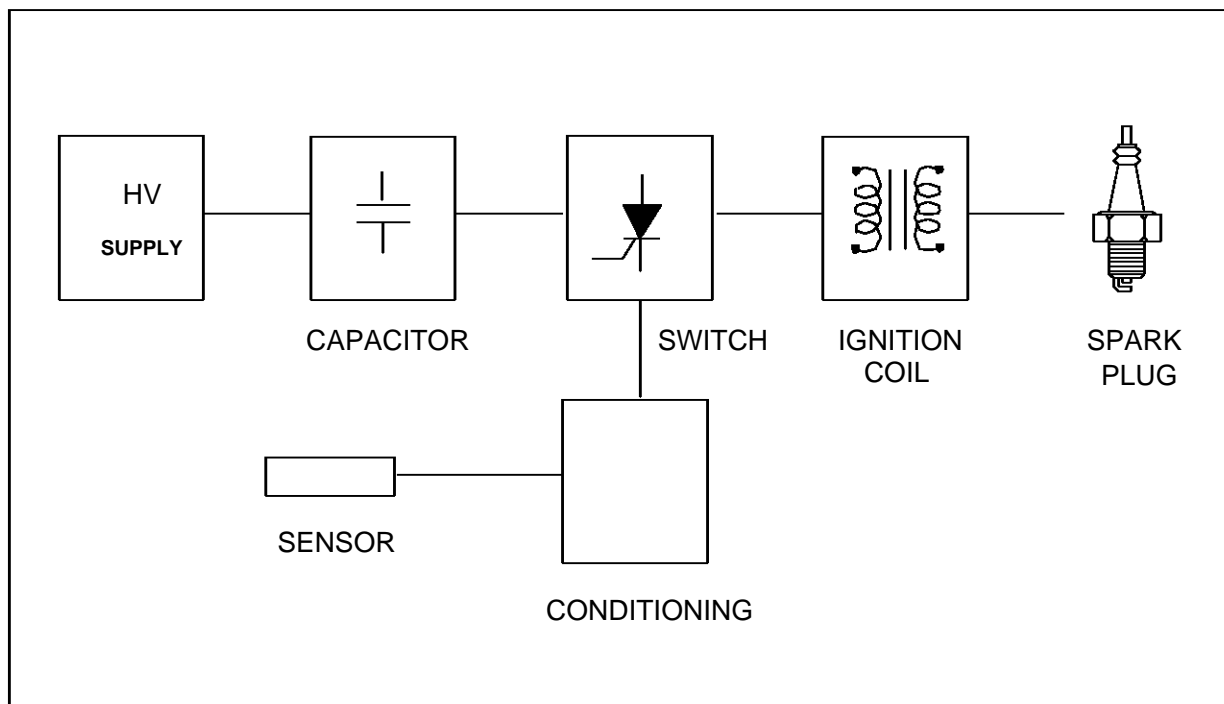 HV
SUPPLY
CAPACITOR
SWITCH
IGNITION
COIL
SPARK
PLUG
SENSOR
CONDITIONING